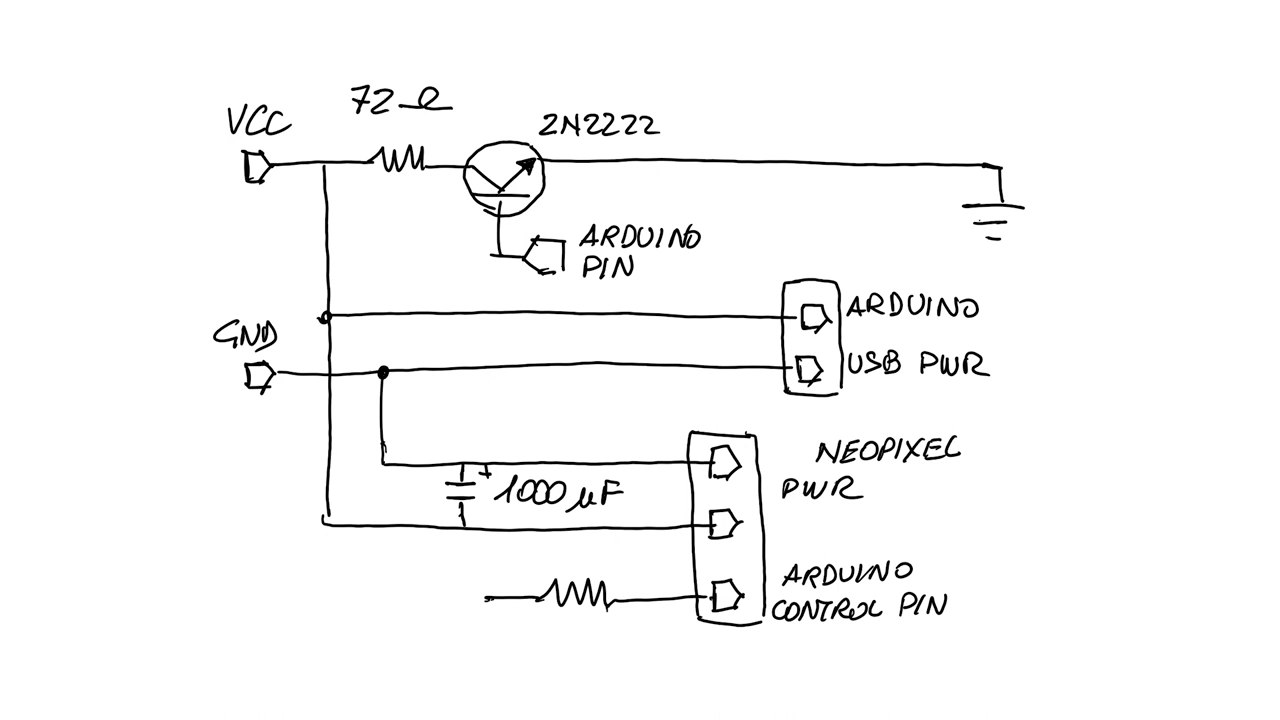 72 Ω
VCC
2N2222
ARDUINO
PIN
ARDUINO
GND
USB PWR
NEOPIXEL
PWR
+
1000 µF
ARDUINO
CONTROL PIN